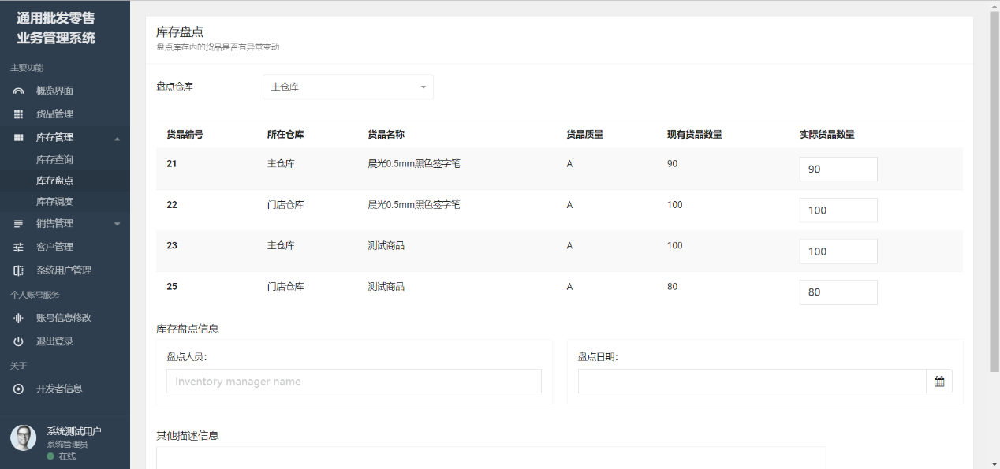 通用批发零售
业务管理系统
主要功能
概览界面
货品管理
库存管理
库存查询
库存盘点
库存调度
销售管理
客户管理
系统用户管理
个人账号服务
账号信息修改
退出登录
关于
开发者信息
系统测试用户
系统管理员
在线
库存盘点
盘点库存内的货品是否有异常变动
盘点仓库 主仓库
货品编号 所在仓库 货品名称 货品质量 现有货品数量 实际货品数量
21 主仓库 晨光0.5mm黑色签字笔 A 90 90
22 门店仓库 晨光0.5mm黑色签字笔 A 100 100
23 主仓库 测试商品 A 100 100
25 门店仓库 测试商品 A 80 80
库存盘点信息
盘点人员: 盘点日期:
Inventory manager name
其他描述信息